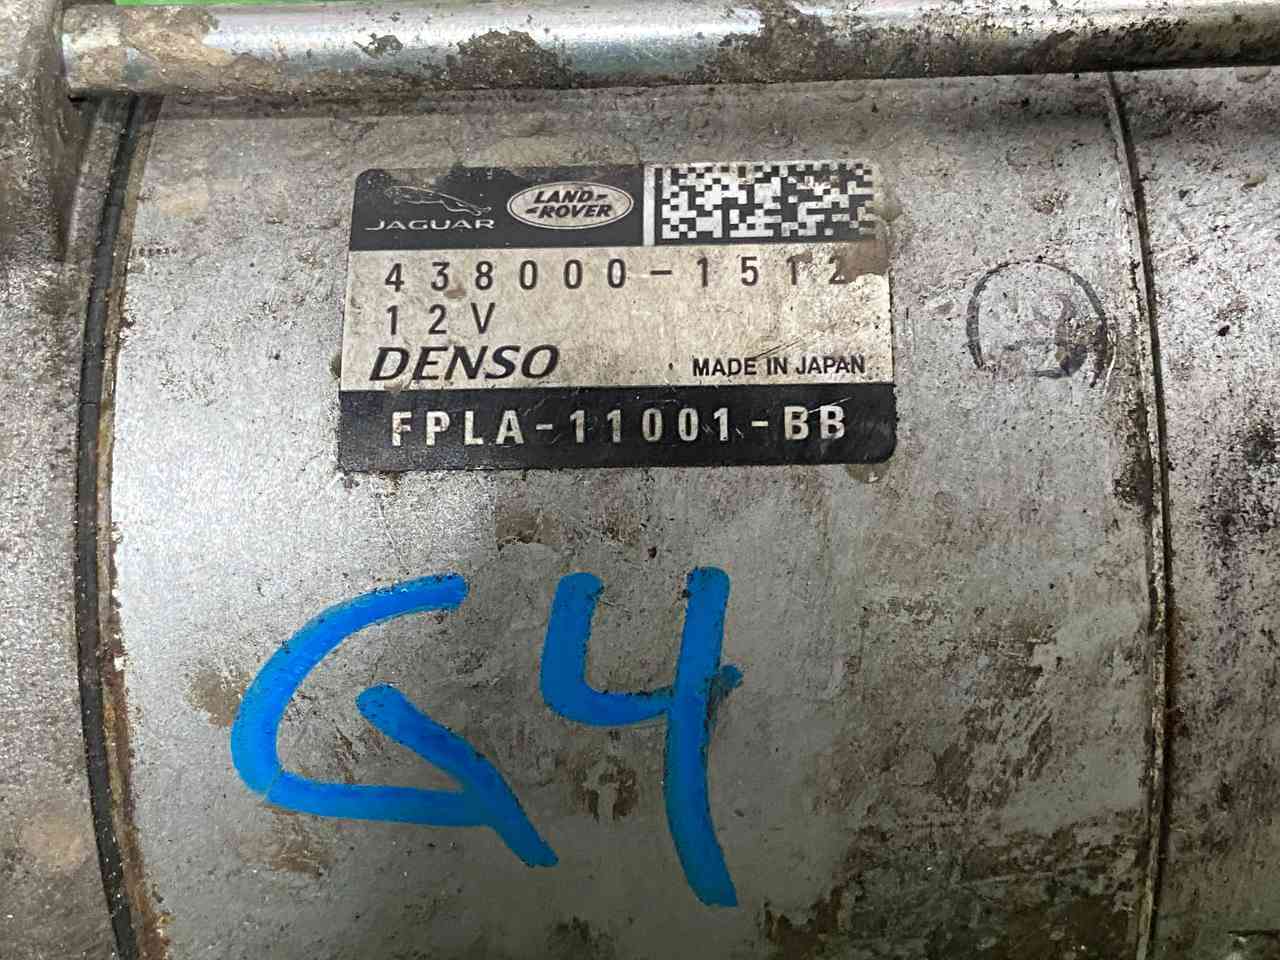 JAGUAR
LAND-
-ROVER
438000-1512
12V
DENSO MADE IN JAPAN
FPLA-11001-BB
G4